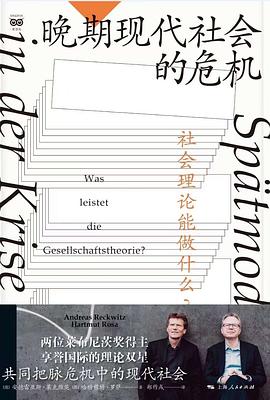 晚期现代社会
的危机
in der Krise
Spätmod
社会理论能做什么？
Was
leistet
die
Gesellschaftstheorie?
Andreas Reckwitz
Hartmut Rosa
两位莱布尼茨奖得主
享誉国际的理论双星
共同把脉危机中的现代社会
上海人民出版社